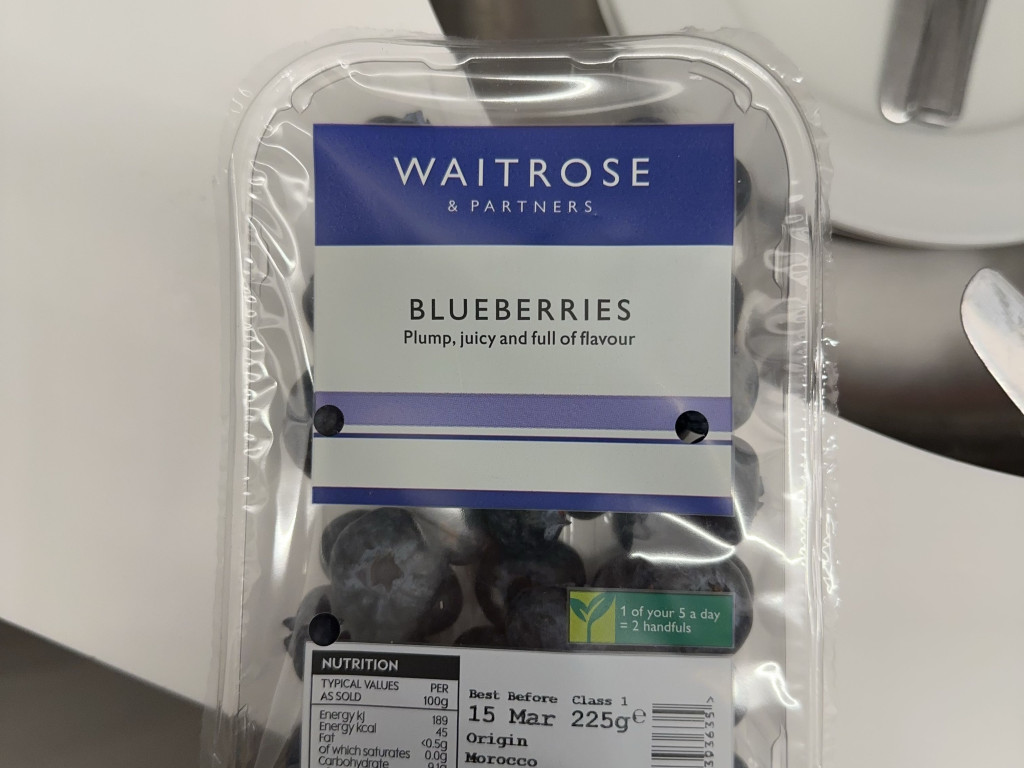 WAITROSE
& PARTNERS
BLUEBERRIES
Plump, juicy and full of flavour
1 of your 5 a day
= 2 handfuls
NUTRITION
TYPICAL VALUES AS SOLD PER 100g
Energy kJ 189
Energy kcal 45
Fat <0.5g
of which saturates 0.0g
Carbohydrate
Best Before Class 1
15 Mar 225g e
Origin
Morocco